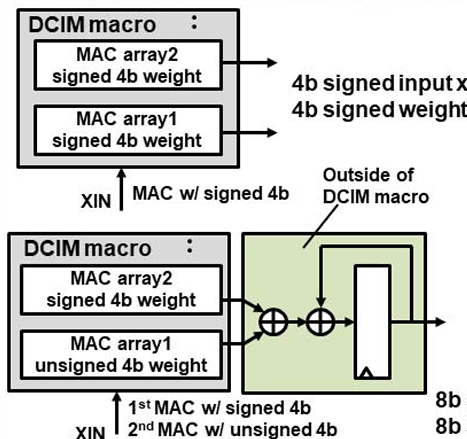 DCIM macro :
MAC array2
signed 4b weight
MAC array1
signed 4b weight
4b signed input x
4b signed weight
XIN MAC w/ signed 4b
Outside of
DCIM macro
DCIM macro :
MAC array2
signed 4b weight
MAC array1
unsigned 4b weight
XIN 1st MAC w/ signed 4b
2nd MAC w/ unsigned 4b
8b
8b